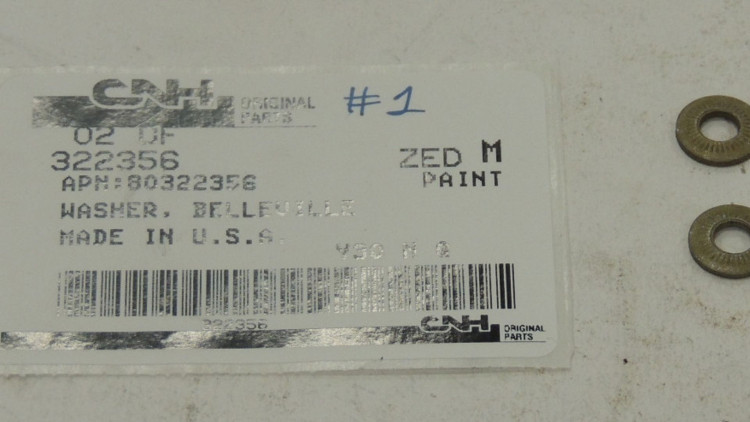 CNH ORIGINAL PARTS #1
02 OF
322356 ZED M
APN:80322356 PAINT
WASHER, BELLEVILLE
MADE IN U.S.A.
322356
CNH ORIGINAL PARTS